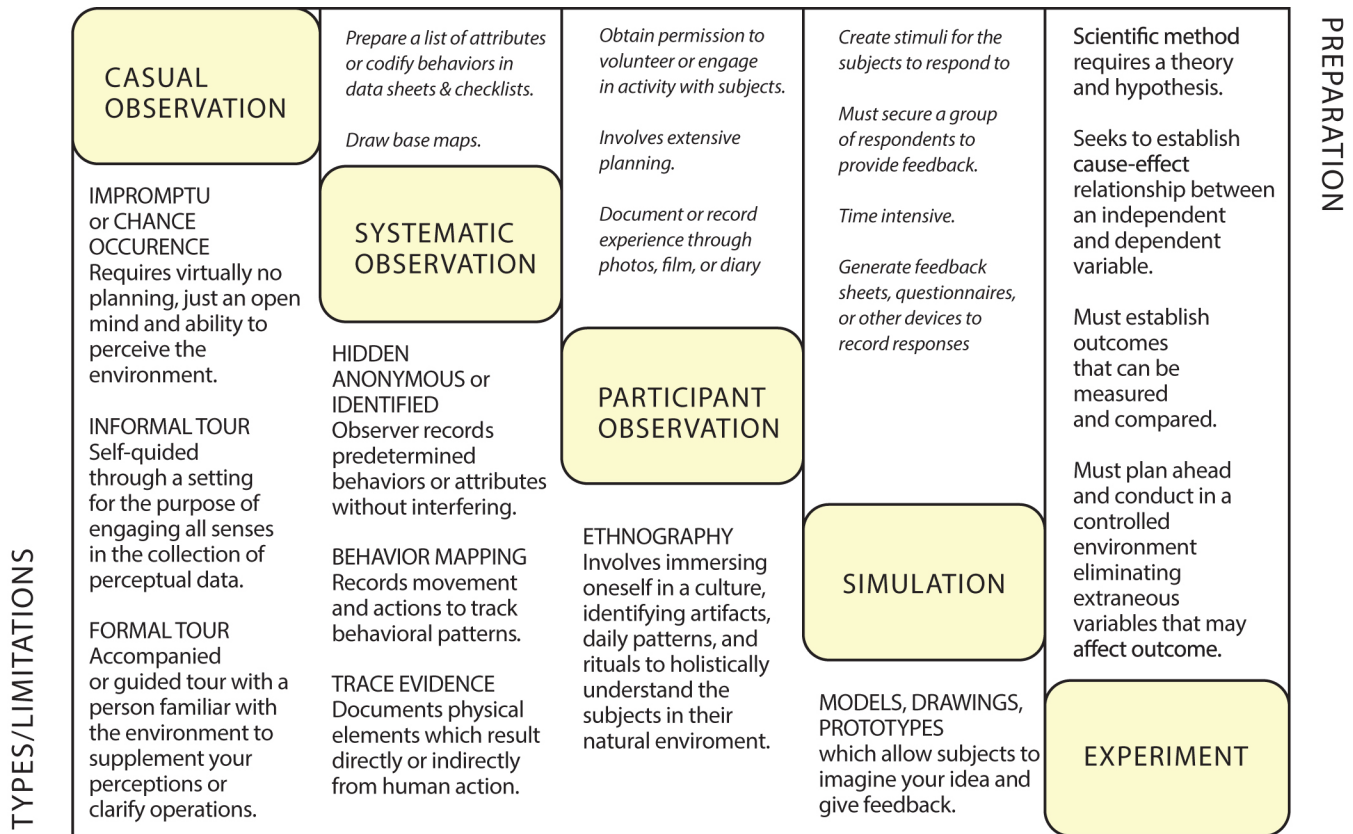 CASUAL
OBSERVATION
IMPROMPTU
or CHANCE
OCCURENCE
Requires virtually no
planning, just an open
mind and ability to
perceive the
environment.
INFORMAL TOUR
Self-quided
through a setting
for the purpose of
engaging all senses
in the collection of
perceptual data.
FORMAL TOUR
Accompanied
or guided tour with a
person familiar with
the environment to
supplement your
perceptions or
clarify operations.
Prepare a list of attributes
or codify behaviors in
data sheets & checklists.
Draw base maps.
SYSTEMATIC
OBSERVATION
HIDDEN
ANONYMOUS or
IDENTIFIED
Observer records
predetermined
behaviors or attributes
without interfering.
BEHAVIOR MAPPING
Records movement
and actions to track
behavioral patterns.
TRACE EVIDENCE
Documents physical
elements which result
directly or indirectly
from human action.
Obtain permission to
volunteer or engage
in activity with subjects.
Involves extensive
planning.
Document or record
experience through
photos, film, or diary
PARTICIPANT
OBSERVATION
ETHNOGRAPHY
Involves immersing
oneself in a culture,
identifying artifacts,
daily patterns, and
rituals to holistically
understand the
subjects in their
natural enviroment.
Create stimuli for the
subjects to respond to
Must secure a group
of respondents to
provide feedback.
Time intensive.
Generate feedback
sheets, questionnaires,
or other devices to
record responses
SIMULATION
MODELS, DRAWINGS,
PROTOTYPES
which allow subjects to
imagine your idea and
give feedback.
Scientific method
requires a theory
and hypothesis.
Seeks to establish
cause-effect
relationship between
an independent
and dependent
variable.
Must establish
outcomes
that can be
measured
and compared.
Must plan ahead
and conduct in a
controlled
environment
eliminating
extraneous
variables that may
affect outcome.
EXPERIMENT
PREPARATION
TYPES/LIMITATIONS